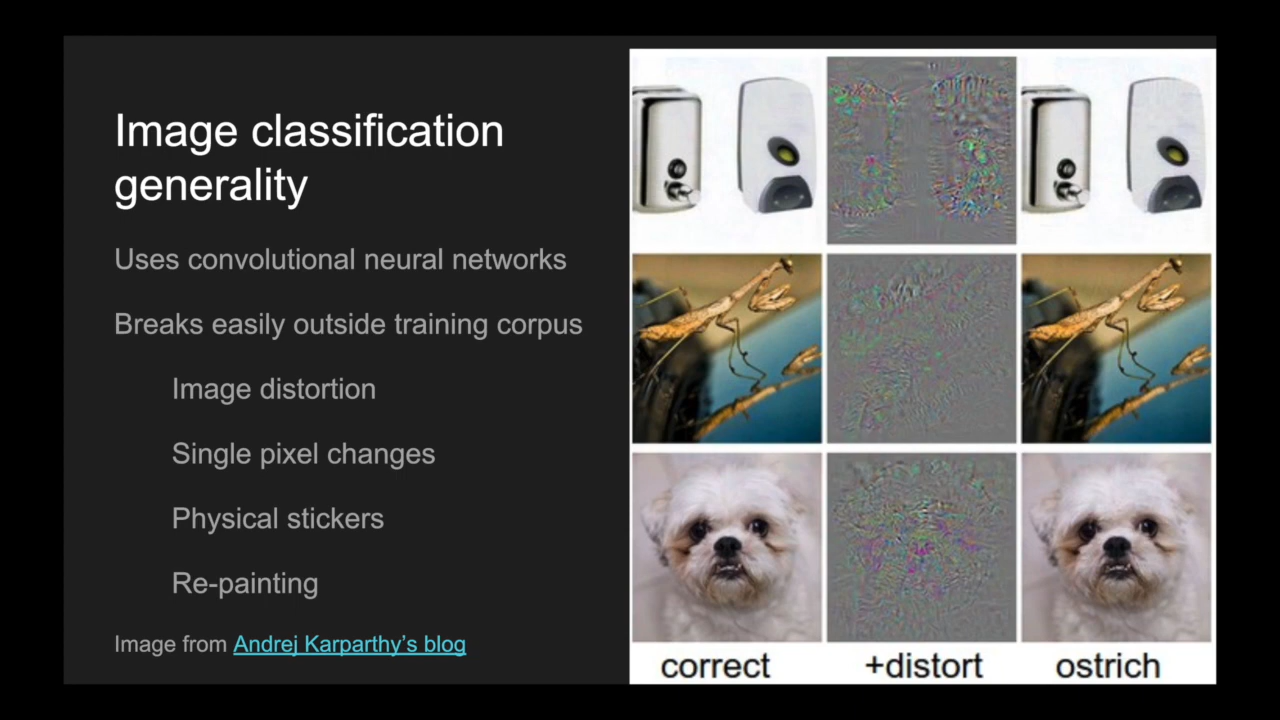 Image classification
generality
Uses convolutional neural networks
Breaks easily outside training corpus
Image distortion
Single pixel changes
Physical stickers
Re-painting
Image from Andrej Karparthy's blog
correct
+distort
ostrich